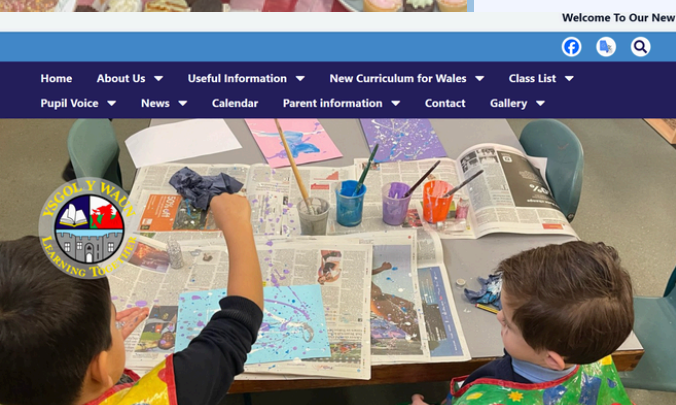 Welcome To Our New
Home About Us Useful Information New Curriculum for Wales Class List
Pupil Voice News Calendar Parent information Contact Gallery
YSGOL Y WAUN
LEARNING TOGETHER